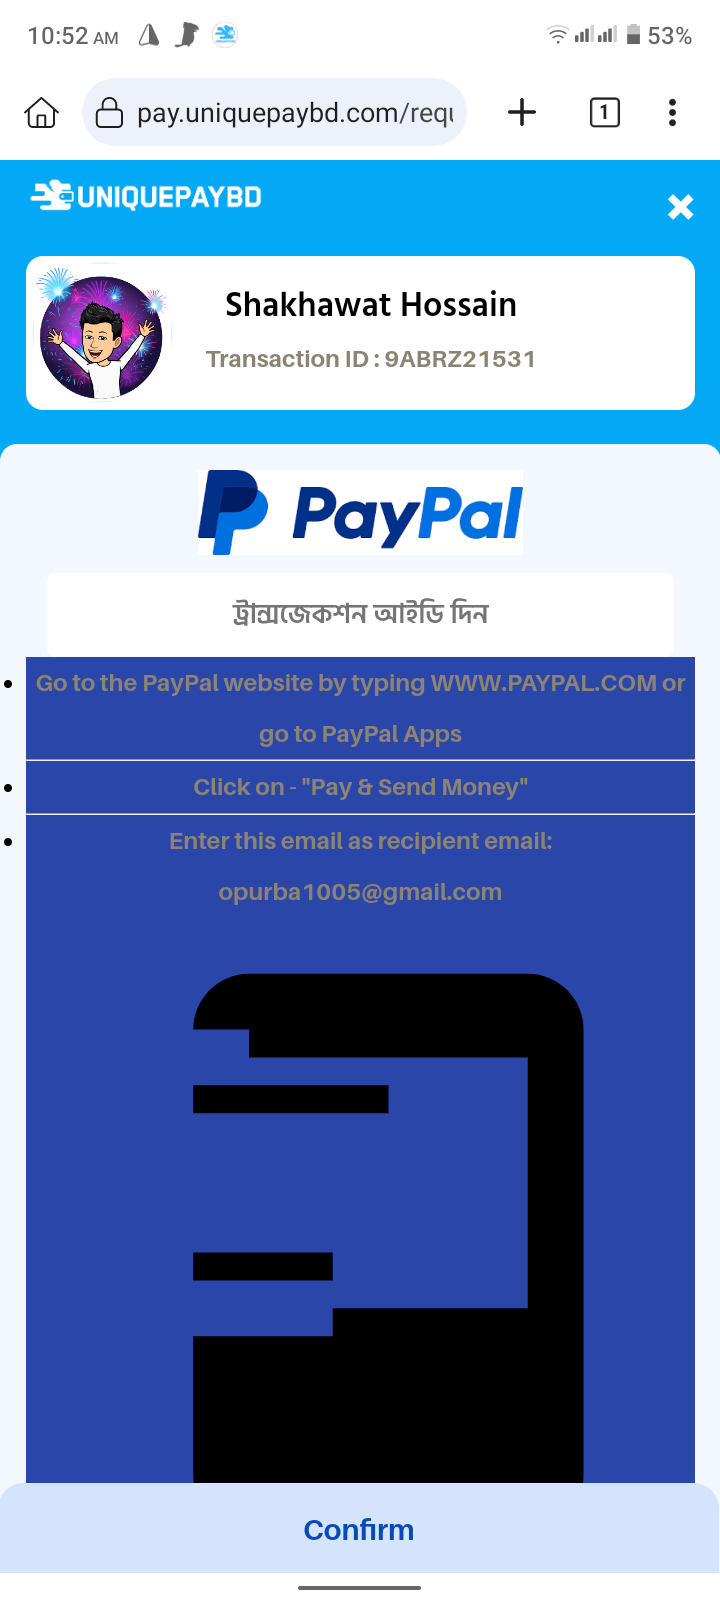 10:52 AM
53%
pay.uniquepaybd.com/requ
1
UNIQUEPAYBD
Shakhawat Hossain
Transaction ID : 9ABRZ21531
PayPal
ট্রান্সজেকশন আইডি দিন
Go to the PayPal website by typing WWW.PAYPAL.COM or
go to PayPal Apps
Click on - "Pay & Send Money"
Enter this email as recipient email:
opurba1005@gmail.com
Confirm